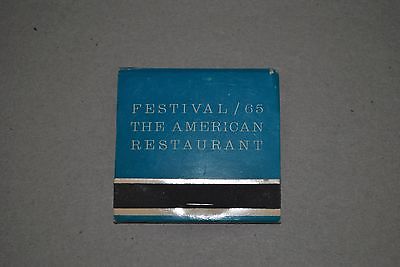 FESTIVAL/65
THE AMERICAN
RESTAURANT